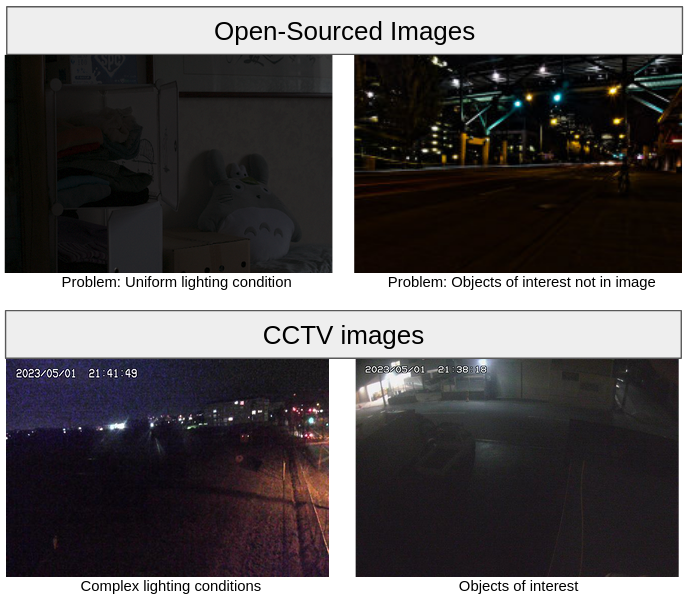 Open-Sourced Images
Problem: Uniform lighting condition
Problem: Objects of interest not in image
CCTV images
2023/05/01 21:41:49
2023/05/01 21:38:18
Complex lighting conditions
Objects of interest